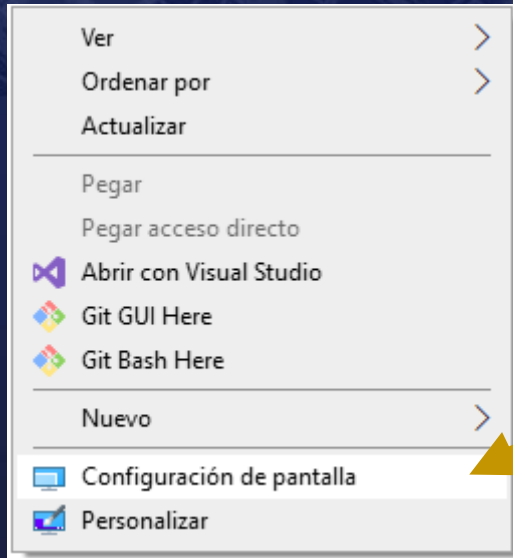 Ver
Ordenar por
Actualizar
Pegar
Pegar acceso directo
Abrir con Visual Studio
Git GUI Here
Git Bash Here
Nuevo
Configuración de pantalla
Personalizar